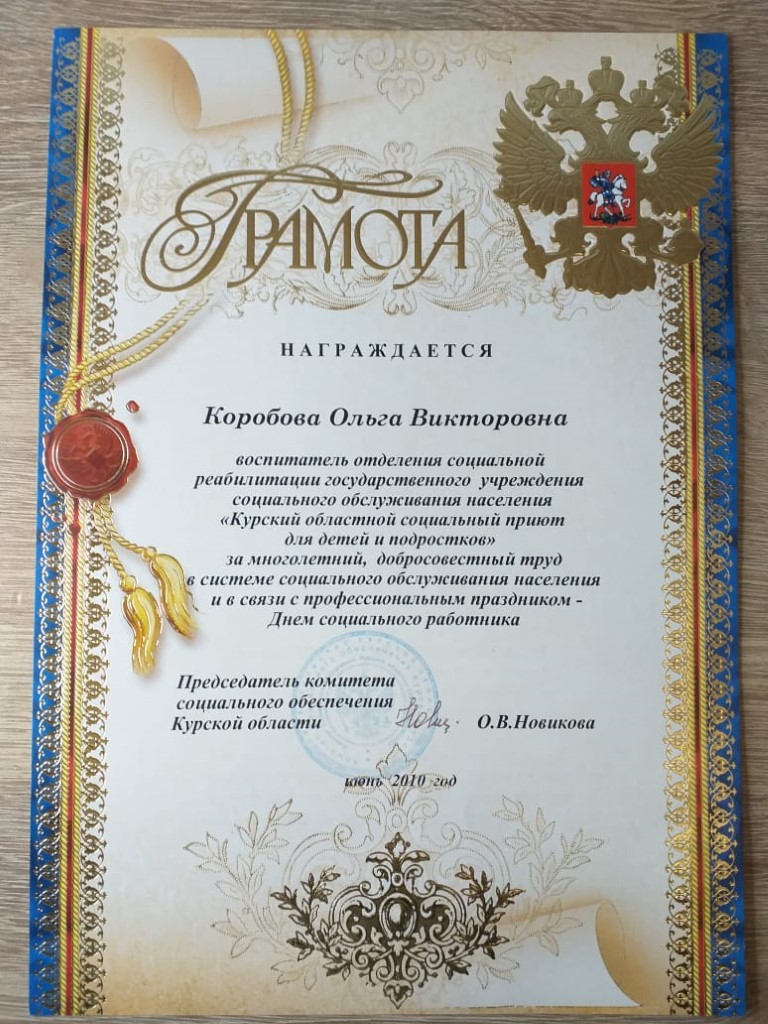 Грамота
НАГРАЖДАЕТСЯ
Коробова Ольга Викторовна
воспитатель отделения социальной
реабилитации государственного учреждения
социального обслуживания населения
«Курский областной социальный приют
для детей и подростков»
за многолетний, добросовестный труд
в системе социального обслуживания населения
и в связи с профессиональным праздником -
Днем социального работника
Председатель комитета
социального обеспечения
Курской области О.В.Новикова
июнь 2010 год